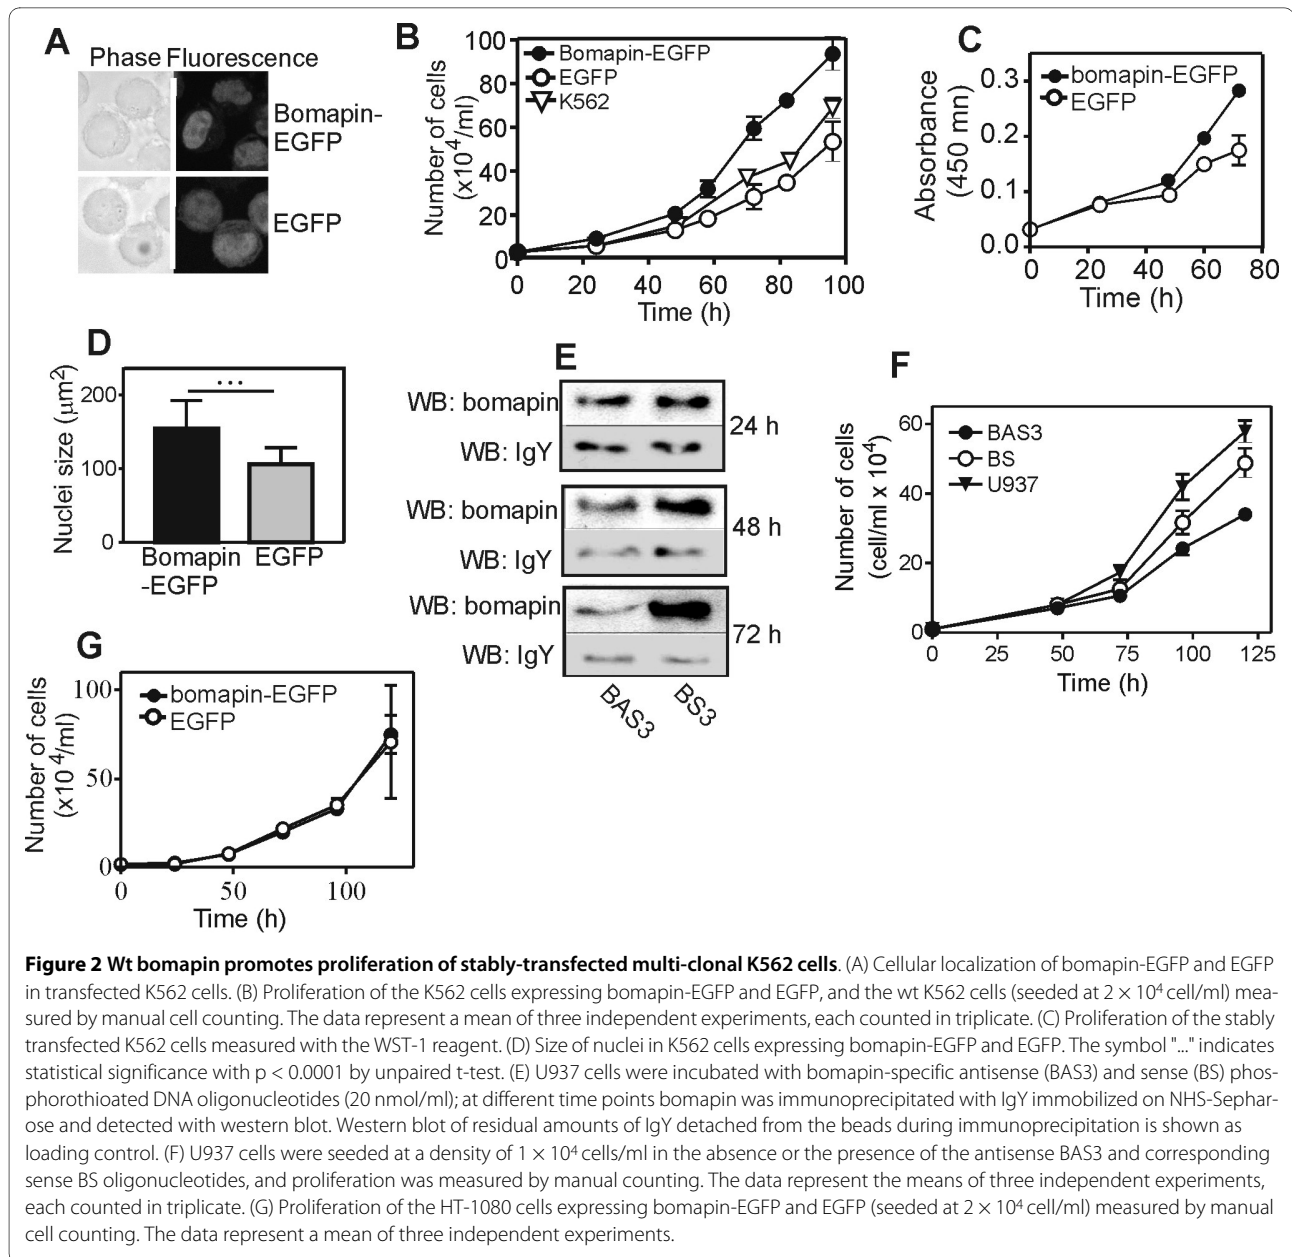 A
Phase Fluorescence
Bomapin-
EGFP
EGFP
B
Number of cells
(x10⁴/ml)
100
80
60
40
20
0
Bomapin-EGFP
EGFP
K562
0 20 40 60 80 100
Time (h)
C
Absorbance
(450 mn)
0.3
0.2
0.1
0.0
bomapin-EGFP
EGFP
0 20 40 60 80
Time (h)
D
Nuclei size (μm²)
200
100
0
...
Bomapin
-EGFP
EGFP
E
WB: bomapin
WB: IgY
24 h
WB: bomapin
WB: IgY
48 h
WB: bomapin
WB: IgY
72 h
BAS3
BS3
F
Number of cells
(cell/ml x 10⁴)
60
40
20
0
BAS3
BS
U937
0 25 50 75 100 125
Time (h)
G
Number of cells
(x10⁴/ml)
100
50
0
bomapin-EGFP
EGFP
0 50 100
Time (h)
Figure 2 Wt bomapin promotes proliferation of stably-transfected multi-clonal K562 cells. (A) Cellular localization of bomapin-EGFP and EGFP
in transfected K562 cells. (B) Proliferation of the K562 cells expressing bomapin-EGFP and EGFP, and the wt K562 cells (seeded at 2 × 10⁴ cell/ml) mea-
sured by manual cell counting. The data represent a mean of three independent experiments, each counted in triplicate. (C) Proliferation of the stably
transfected K562 cells measured with the WST-1 reagent. (D) Size of nuclei in K562 cells expressing bomapin-EGFP and EGFP. The symbol "..." indicates
statistical significance with p < 0.0001 by unpaired t-test. (E) U937 cells were incubated with bomapin-specific antisense (BAS3) and sense (BS) phos-
phorothioated DNA oligonucleotides (20 nmol/ml); at different time points bomapin was immunoprecipitated with IgY immobilized on NHS-Sephar-
ose and detected with western blot. Western blot of residual amounts of IgY detached from the beads during immunoprecipitation is shown as
loading control. (F) U937 cells were seeded at a density of 1 × 10⁴ cells/ml in the absence or the presence of the antisense BAS3 and corresponding
sense BS oligonucleotides, and proliferation was measured by manual counting. The data represent the means of three independent experiments,
each counted in triplicate. (G) Proliferation of the HT-1080 cells expressing bomapin-EGFP and EGFP (seeded at 2 × 10⁴ cell/ml) measured by manual
cell counting. The data represent a mean of three independent experiments.